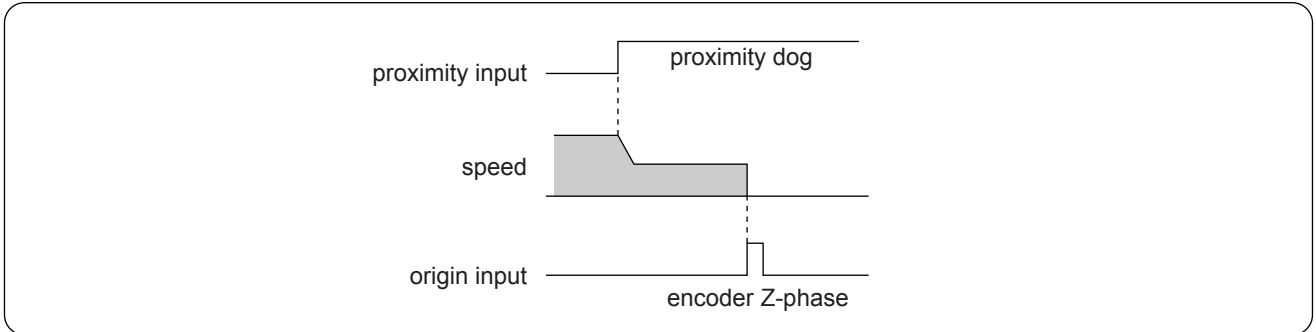 proximity input
proximity dog
speed
origin input
encoder Z-phase